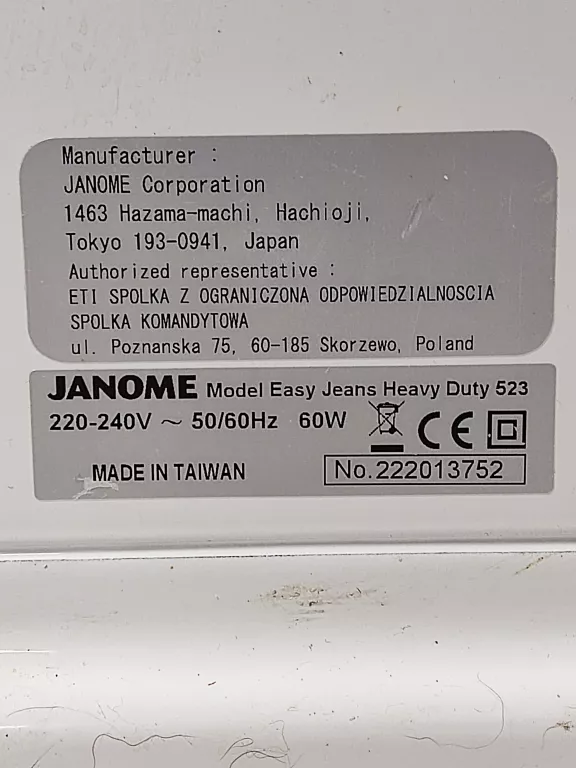 Manufacturer :
JANOME Corporation
1463 Hazama-machi, Hachioji,
Tokyo 193-0941, Japan
Authorized representative :
ETI SPOLKA Z OGRANICZONA ODPOWIEDZIALNOSCIA
SPOLKA KOMANDYTOWA
ul. Poznanska 75, 60-185 Skorzewo, Poland
JANOME Model Easy Jeans Heavy Duty 523
220-240V ~ 50/60Hz 60W CE
MADE IN TAIWAN No.222013752